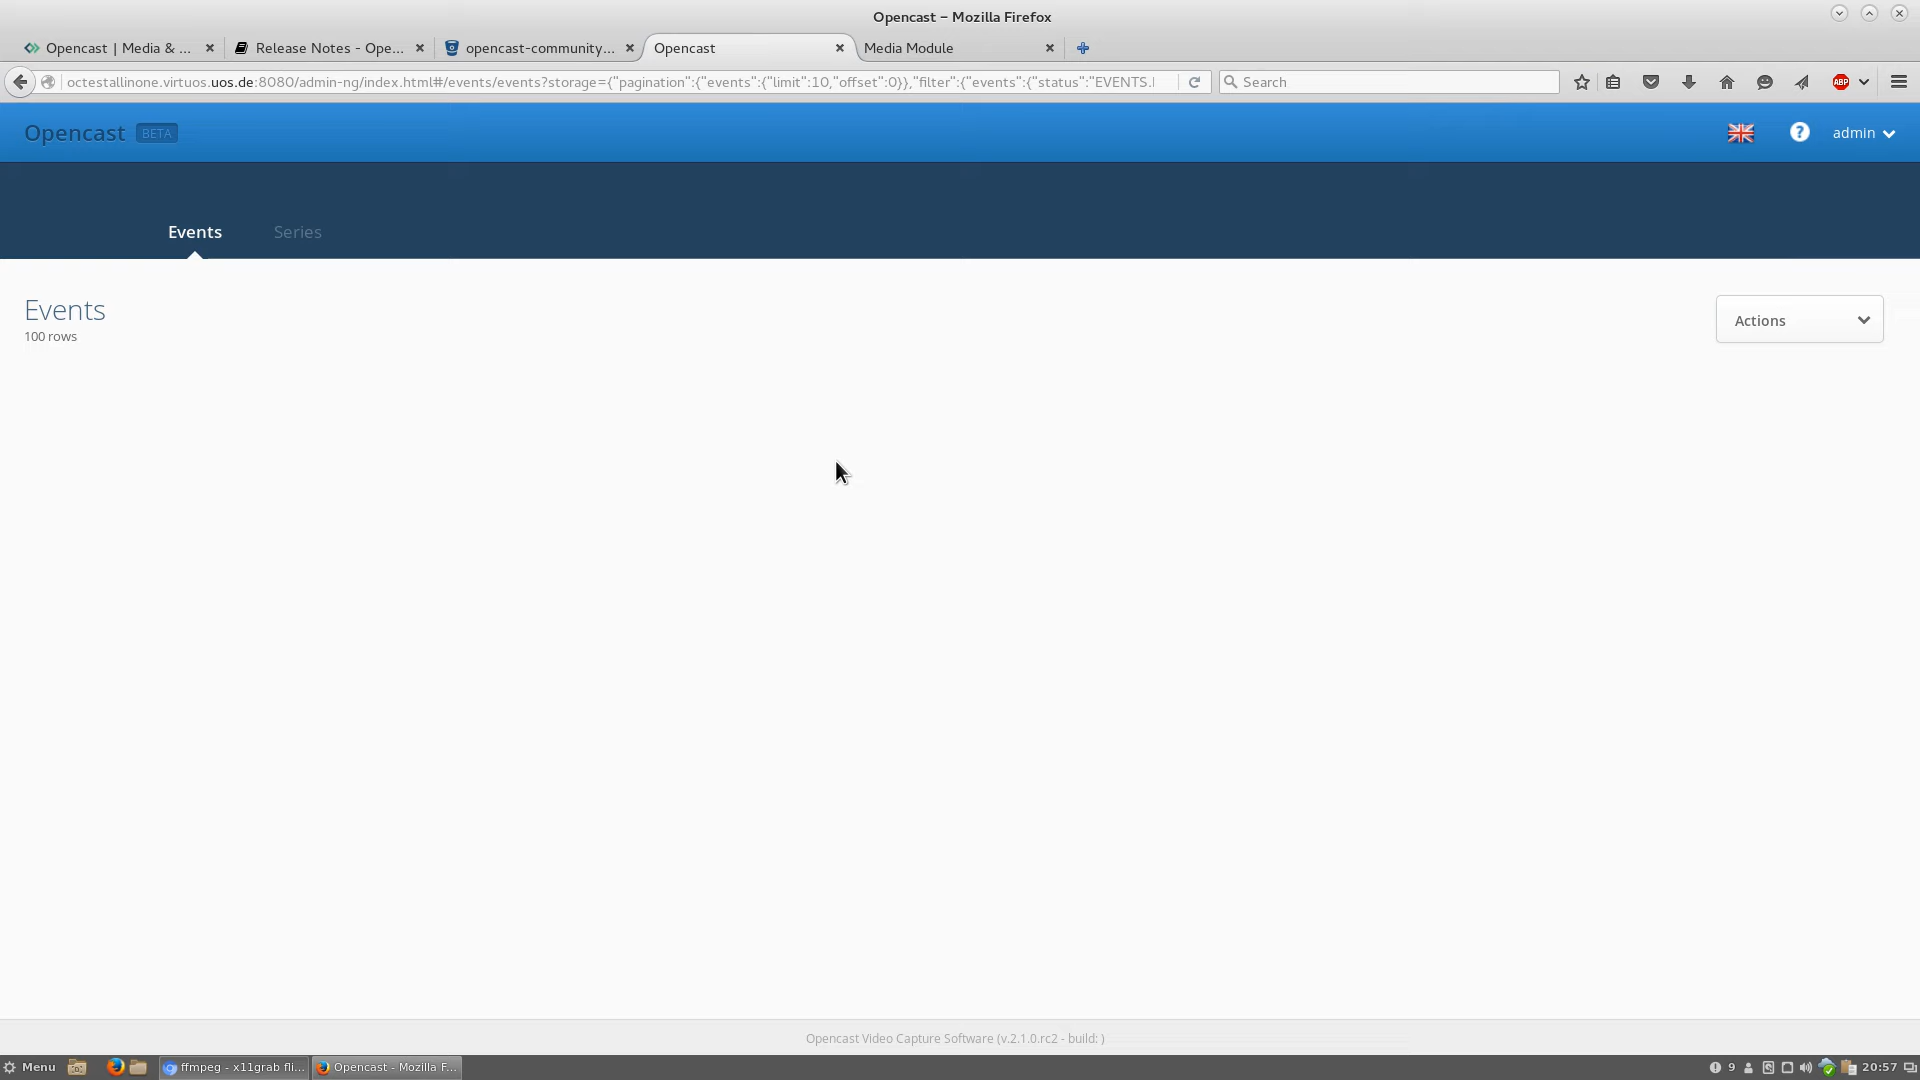 Opencast – Mozilla Firefox
Opencast | Media & ...
Release Notes - Ope...
opencast-community...
Opencast
Media Module
octestallinone.virtuos.uos.de:8080/admin-ng/index.html#/events/events?storage={"pagination":{"events":{"limit":10,"offset":0}},"filter":{"events":{"status":"EVENTS.
Search
ABP
Opencast BETA
?
admin
Events
Series
Events
100 rows
Actions
Opencast Video Capture Software (v.2.1.0.rc2 - build: )
Menu
ffmpeg - x11grab fli...
Opencast - Mozilla F...
9
20:57